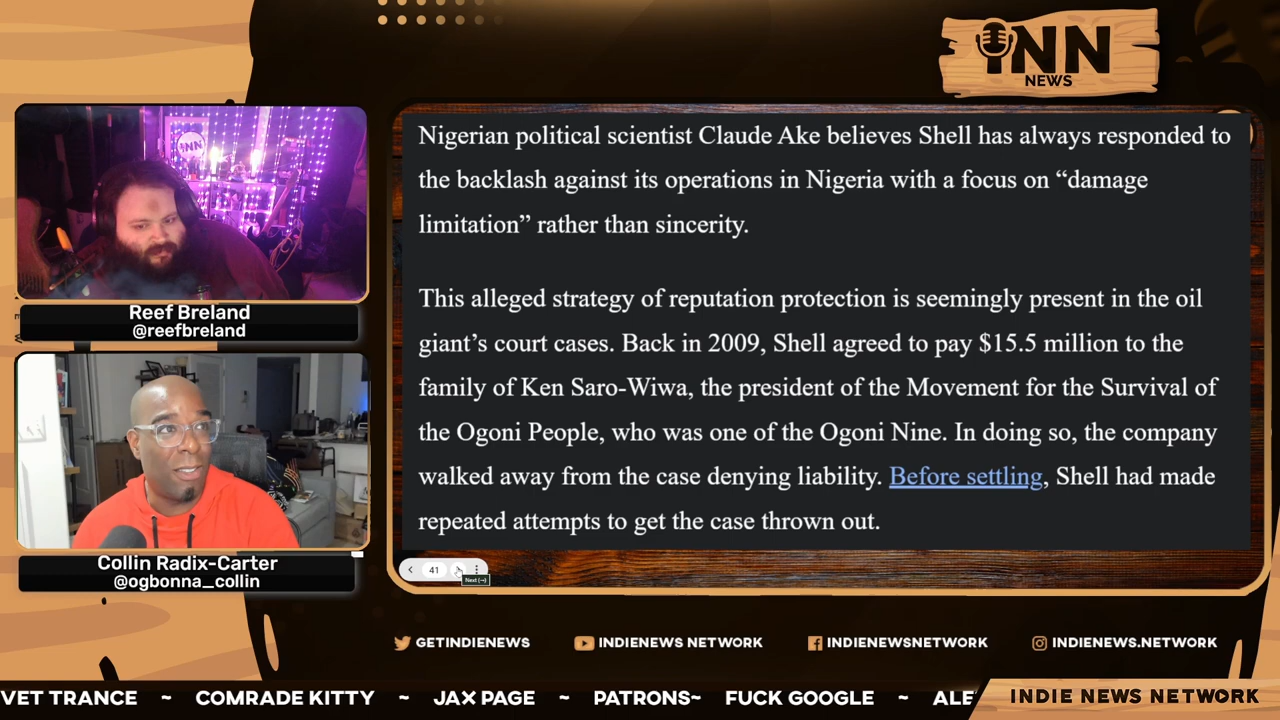 iNN
NEWS
iNN
Nigerian political scientist Claude Ake believes Shell has always responded to
the backlash against its operations in Nigeria with a focus on “damage
limitation” rather than sincerity.
This alleged strategy of reputation protection is seemingly present in the oil
giant’s court cases. Back in 2009, Shell agreed to pay $15.5 million to the
family of Ken Saro-Wiwa, the president of the Movement for the Survival of
the Ogoni People, who was one of the Ogoni Nine. In doing so, the company
walked away from the case denying liability. Before settling, Shell had made
repeated attempts to get the case thrown out.
Reef Breland
@reefbreland
Collin Radix-Carter
@ogbonna_collin
41
Next (→)
GETINDIENEWS
INDIENEWS NETWORK
INDIENEWSNETWORK
INDIENEWS.NETWORK
VET TRANCE ~ COMRADE KITTY ~ JAX PAGE ~ PATRONS~ FUCK GOOGLE ~ ALE
INDIE NEWS NETWORK